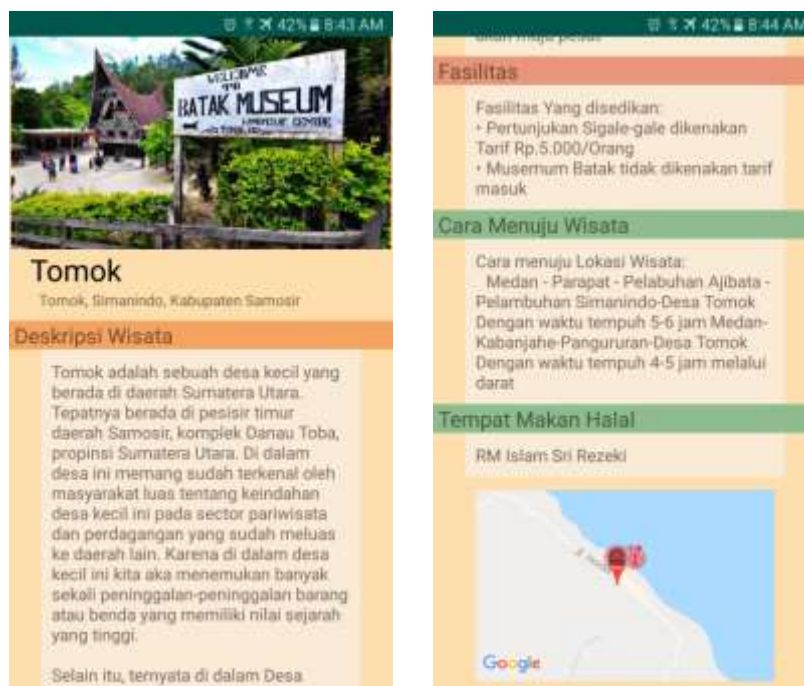 42% 8:43 AM
WELCOME
TO
BATAK MUSEUM
Tomok
Tomok, Simanindo, Kabupaten Samosir
Deskripsi Wisata
Tomok adalah sebuah desa kecil yang
berada di daerah Sumatera Utara.
Tepatnya berada di pesisir timur
daerah Samosir, komplek Danau Toba,
propinsi Sumatera Utara. Di dalam
desa ini memang sudah terkenal oleh
masyarakat luas tentang keindahan
desa kecil ini pada sector pariwisata
dan perdagangan yang sudah meluas
ke daerah lain. Karena di dalam desa
kecil ini kita aka menemukan banyak
sekali peninggalan-peninggalan barang
atau benda yang memiliki nilai sejarah
yang tinggi.
Selain itu, ternyata di dalam Desa
42% 8:44 AM
akan maju pesat
Fasilitas
Fasilitas Yang disedikan:
• Pertunjukan Sigale-gale dikenakan
Tarif Rp.5.000/Orang
• Musemum Batak tidak dikenakan tarif
masuk
Cara Menuju Wisata
Cara menuju Lokasi Wisata:
Medan - Parapat - Pelabuhan Ajibata -
Pelambuhan Simanindo-Desa Tomok
Dengan waktu tempuh 5-6 jam Medan-
Kabanjahe-Pangururan-Desa Tomok
Dengan waktu tempuh 4-5 jam melalui
darat
Tempat Makan Halal
RM Islam Sri Rezeki
Google